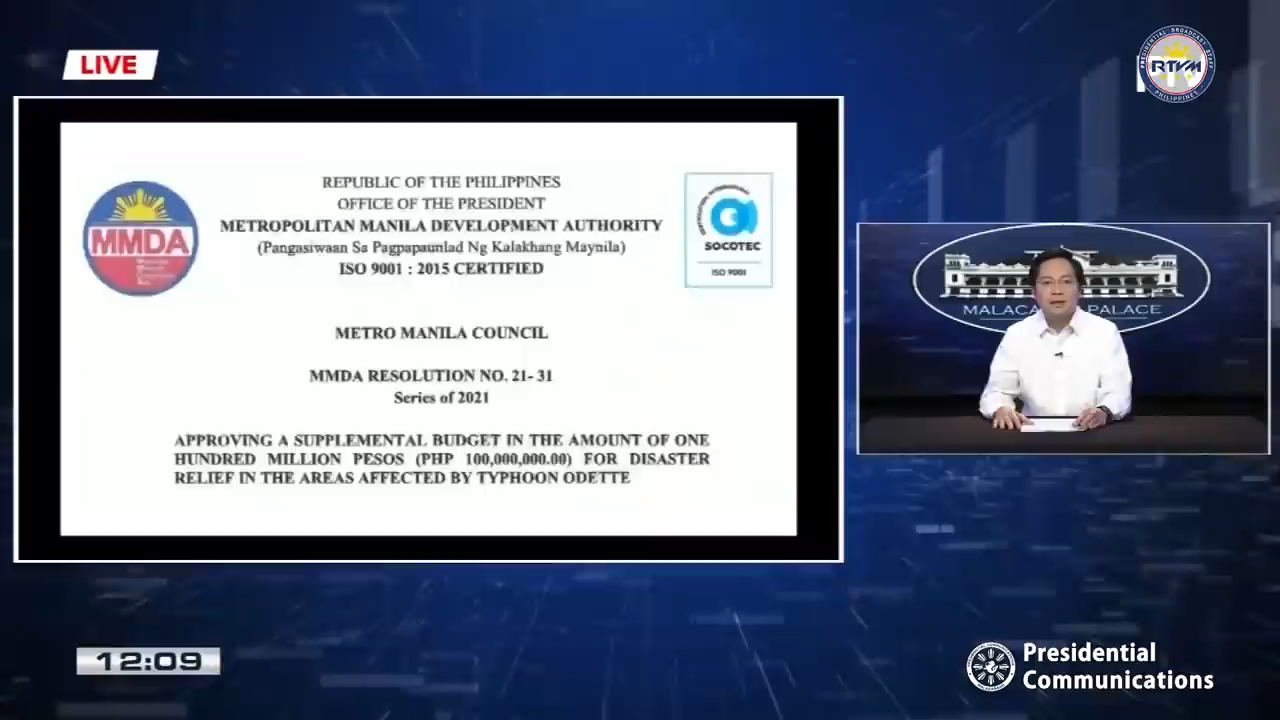 LIVE
PRESIDENTIAL BROADCAST STAFF
RTVM
PHILIPPINES
REPUBLIC OF THE PHILIPPINES
OFFICE OF THE PRESIDENT
METROPOLITAN MANILA DEVELOPMENT AUTHORITY
(Pangasiwaan Sa Pagpapaunlad Ng Kalakhang Maynila)
ISO 9001 : 2015 CERTIFIED
MMDA
SOCOTEC
ISO 9001
METRO MANILA COUNCIL
MMDA RESOLUTION NO. 21- 31
Series of 2021
APPROVING A SUPPLEMENTAL BUDGET IN THE AMOUNT OF ONE
HUNDRED MILLION PESOS (PHP 100,000,000.00) FOR DISASTER
RELIEF IN THE AREAS AFFECTED BY TYPHOON ODETTE
PALACE
12:09
Presidential
Communications